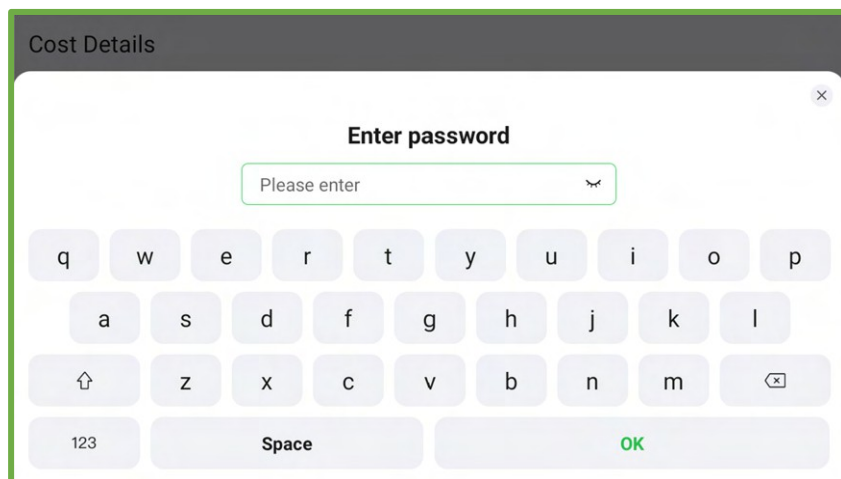 Cost Details
Enter password
Please enter
q w e r t y u i o p
a s d f g h j k l
z x c v b n m
123 Space OK